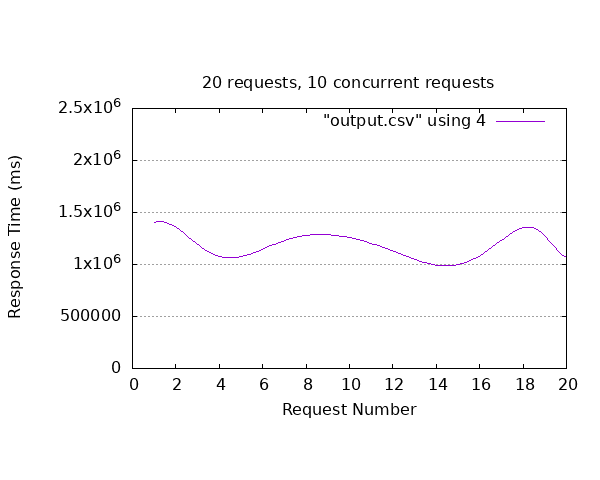 20 requests, 10 concurrent requests
"output.csv" using 4
2.5x10^6
2x10^6
1.5x10^6
1x10^6
500000
0
Response Time (ms)
0 2 4 6 8 10 12 14 16 18 20
Request Number